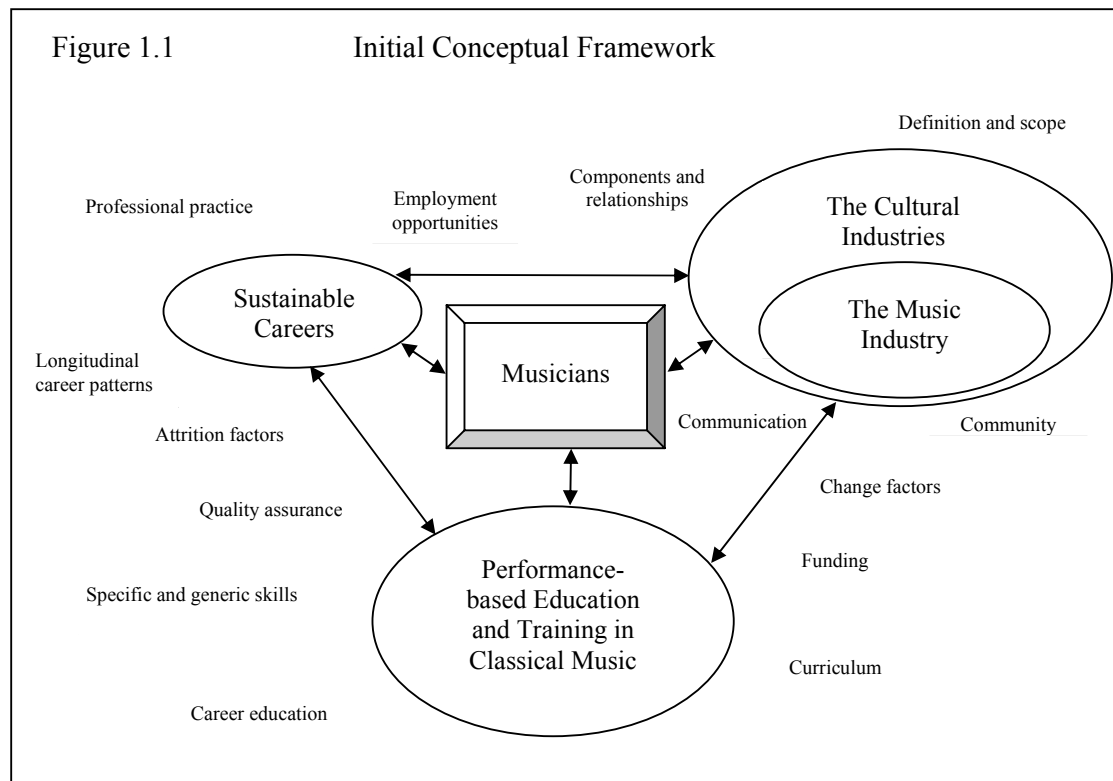 Figure 1.1 Initial Conceptual Framework
Definition and scope
Components and
relationships
Professional practice
Employment
opportunities
The Cultural
Industries
Sustainable
Careers
The Music
Industry
Musicians
Longitudinal
career patterns
Attrition factors
Communication
Community
Change factors
Quality assurance
Performance-
based Education
and Training in
Classical Music
Funding
Specific and generic skills
Curriculum
Career education